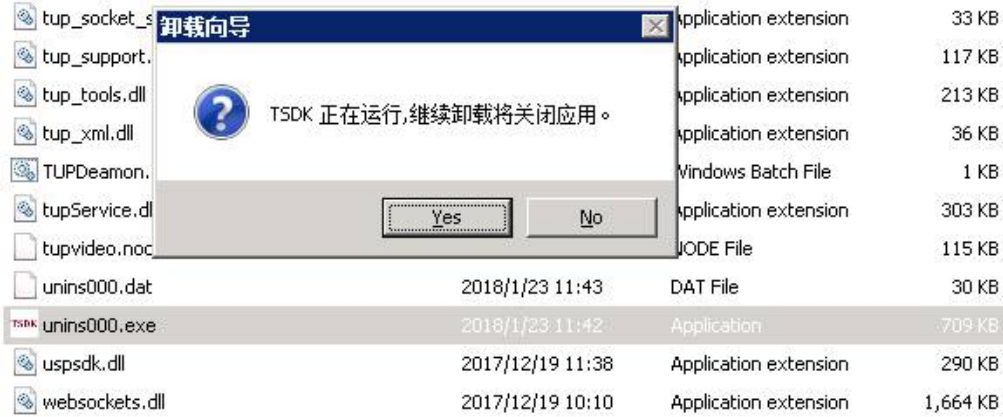 tup_socket_s
Application extension 33 KB
卸载向导
tup_support.
Application extension 117 KB
tup_tools.dll
Application extension 213 KB
TSDK 正在运行,继续卸载将关闭应用。
tup_xml.dll
Application extension 36 KB
TUPDeamon.
Windows Batch File 1 KB
tupService.dl
Application extension 303 KB
Yes No
tupvideo.noc
NODE File 115 KB
unins000.dat 2018/1/23 11:43 DAT File 30 KB
TSDK unins000.exe 2018/1/23 11:42 Application 709 KB
uspsdk.dll 2017/12/19 11:38 Application extension 290 KB
websockets.dll 2017/12/19 10:10 Application extension 1,664 KB